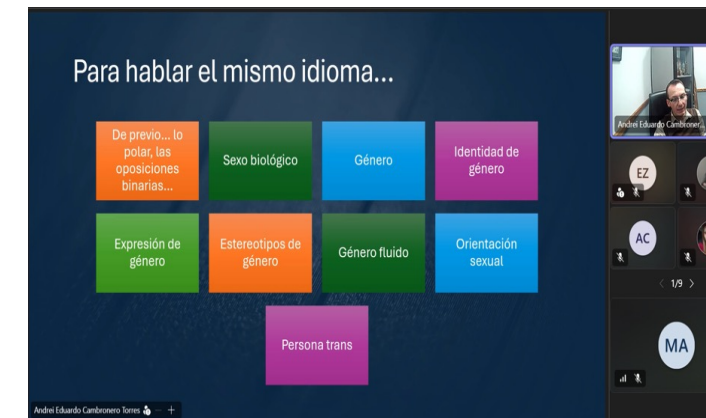 Para hablar el mismo idioma...
De previo... lo
polar, las
oposiciones
binarias...
Sexo biológico
Género
Identidad de
género
Expresión de
género
Estereotipos de
género
Género fluido
Orientación
sexual
Persona trans
Andrei Eduardo Cambronero Torres
Andrei Eduardo Cambroner...
EZ
AC
1/9
MA